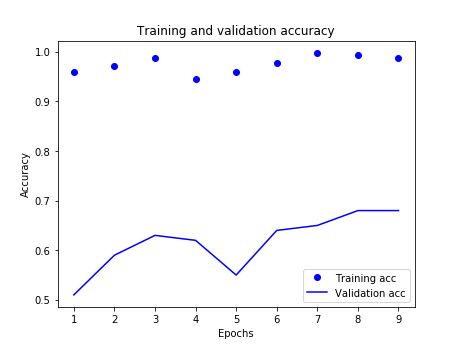 Training and validation accuracy
1.0
0.9
0.8
0.7
0.6
0.5
Accuracy
1 2 3 4 5 6 7 8 9
Epochs
Training acc
Validation acc